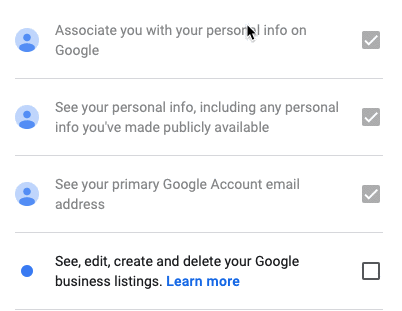 Associate you with your personal info on
Google
See your personal info, including any personal
info you've made publicly available
See your primary Google Account email
address
See, edit, create and delete your Google
business listings. Learn more